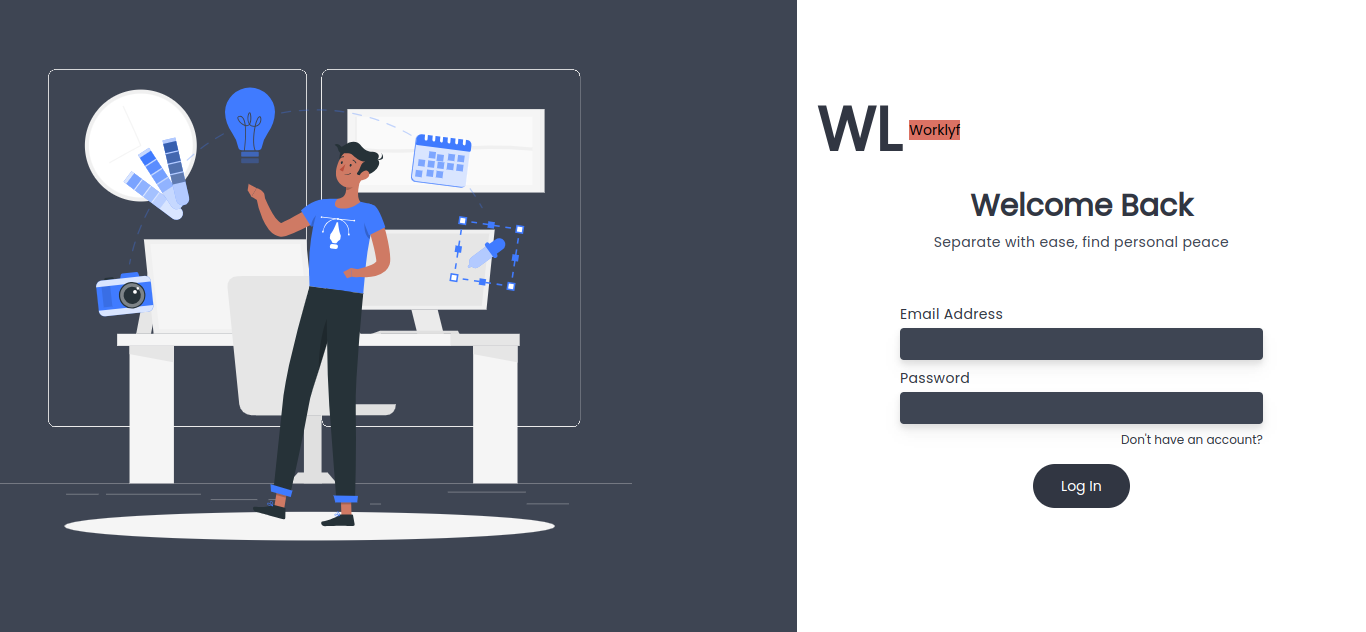 WL Worklyf
Welcome Back
Separate with ease, find personal peace
Email Address
Password
Don't have an account?
Log In